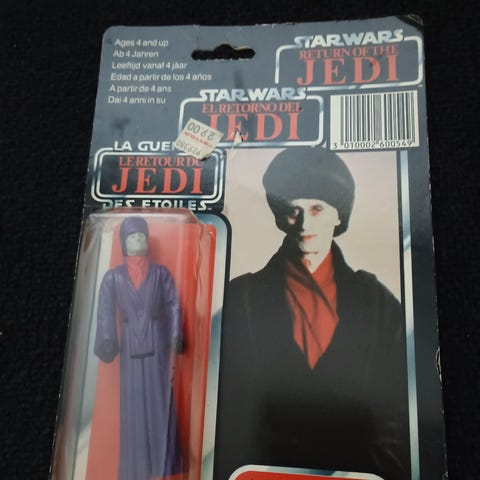 Ages 4 and up
Ab 4 Jahren
Leeftijd vanaf 4 jaar
Edad a partir de los 4 años
A partir de 4 ans
Dai 4 anni in su
STAR WARS
RETURN OF THE
JEDI
STAR WARS
EL RETORNO DEL
JEDI
3 010002 600549
29.00
LA GUE
LE RETOUR DU
JEDI
DES ETOILES